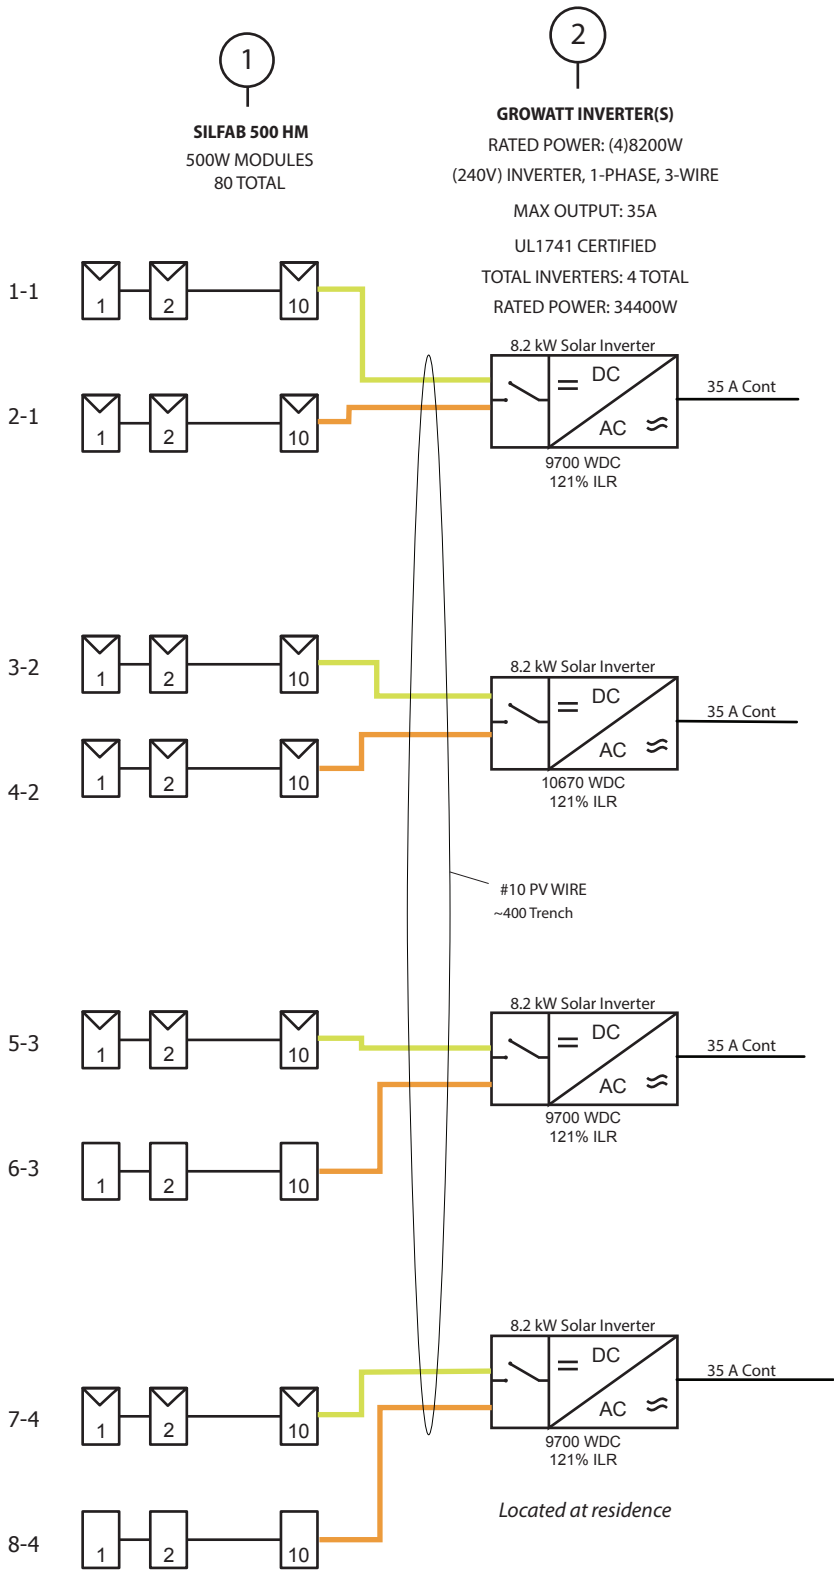 1
2
SILFAB 500 HM
500W MODULES
80 TOTAL
GROWATT INVERTER(S)
RATED POWER: (4)8200W
(240V) INVERTER, 1-PHASE, 3-WIRE
MAX OUTPUT: 35A
UL1741 CERTIFIED
TOTAL INVERTERS: 4 TOTAL
RATED POWER: 34400W
1-1
1 2 10
8.2 kW Solar Inverter
DC
AC
35 A Cont
9700 WDC
121% ILR
2-1
1 2 10
3-2
1 2 10
8.2 kW Solar Inverter
DC
AC
35 A Cont
10670 WDC
121% ILR
4-2
1 2 10
#10 PV WIRE
~400 Trench
5-3
1 2 10
8.2 kW Solar Inverter
DC
AC
35 A Cont
9700 WDC
121% ILR
6-3
1 2 10
8.2 kW Solar Inverter
DC
AC
35 A Cont
9700 WDC
121% ILR
7-4
1 2 10
Located at residence
8-4
1 2 10